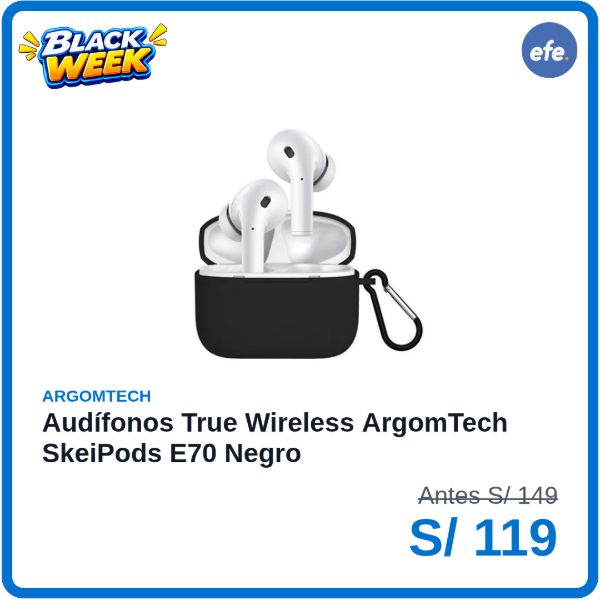 BLACK
WEEK
efe.
ARGOMTECH
Audífonos True Wireless ArgomTech
SkeiPods E70 Negro
Antes S/ 149
S/ 119